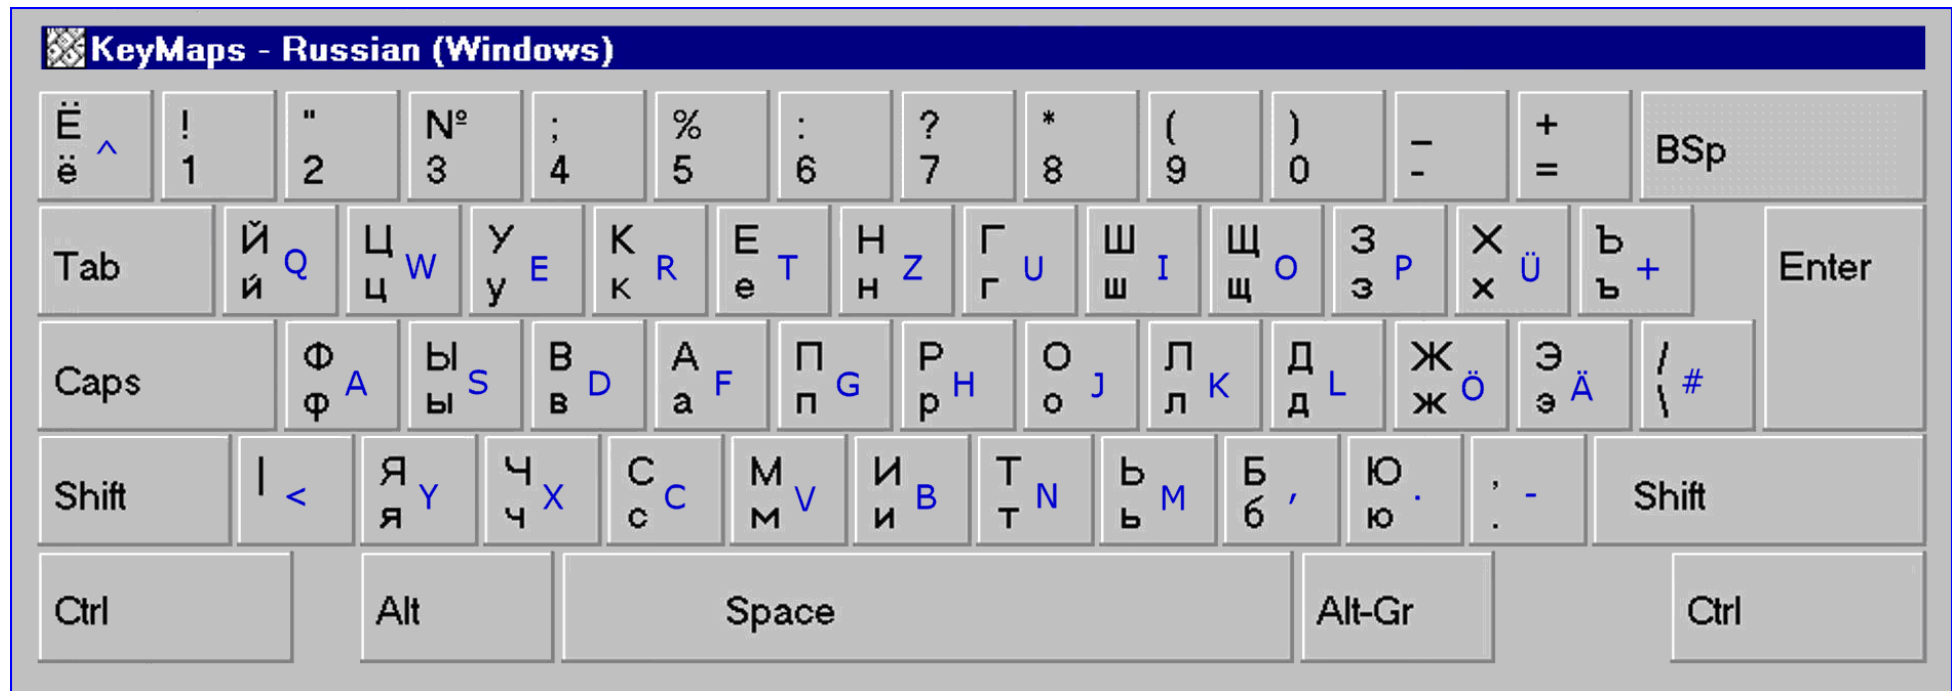 KeyMaps - Russian (Windows)
Ё ё ^ ! 1 " 2 № 3 ; 4 % 5 : 6 ? 7 * 8 ( 9 ) 0 _ - + = BSp
Tab Й й Q Ц ц W У у E К к R Е е T Н н Z Г г U Ш ш I Щ щ O З з P Х х Ü Ъ ъ + Enter
Caps Ф ф A Ы ы S В в D А а F П п G Р р H О о J Л л K Д д L Ж ж Ö Э э Ä / \ #
Shift | < Я я Y Ч ч X С с C М м V И и B Т т N Ь ь M Б б , Ю ю . , . - Shift
Ctrl Alt Space Alt-Gr Ctrl